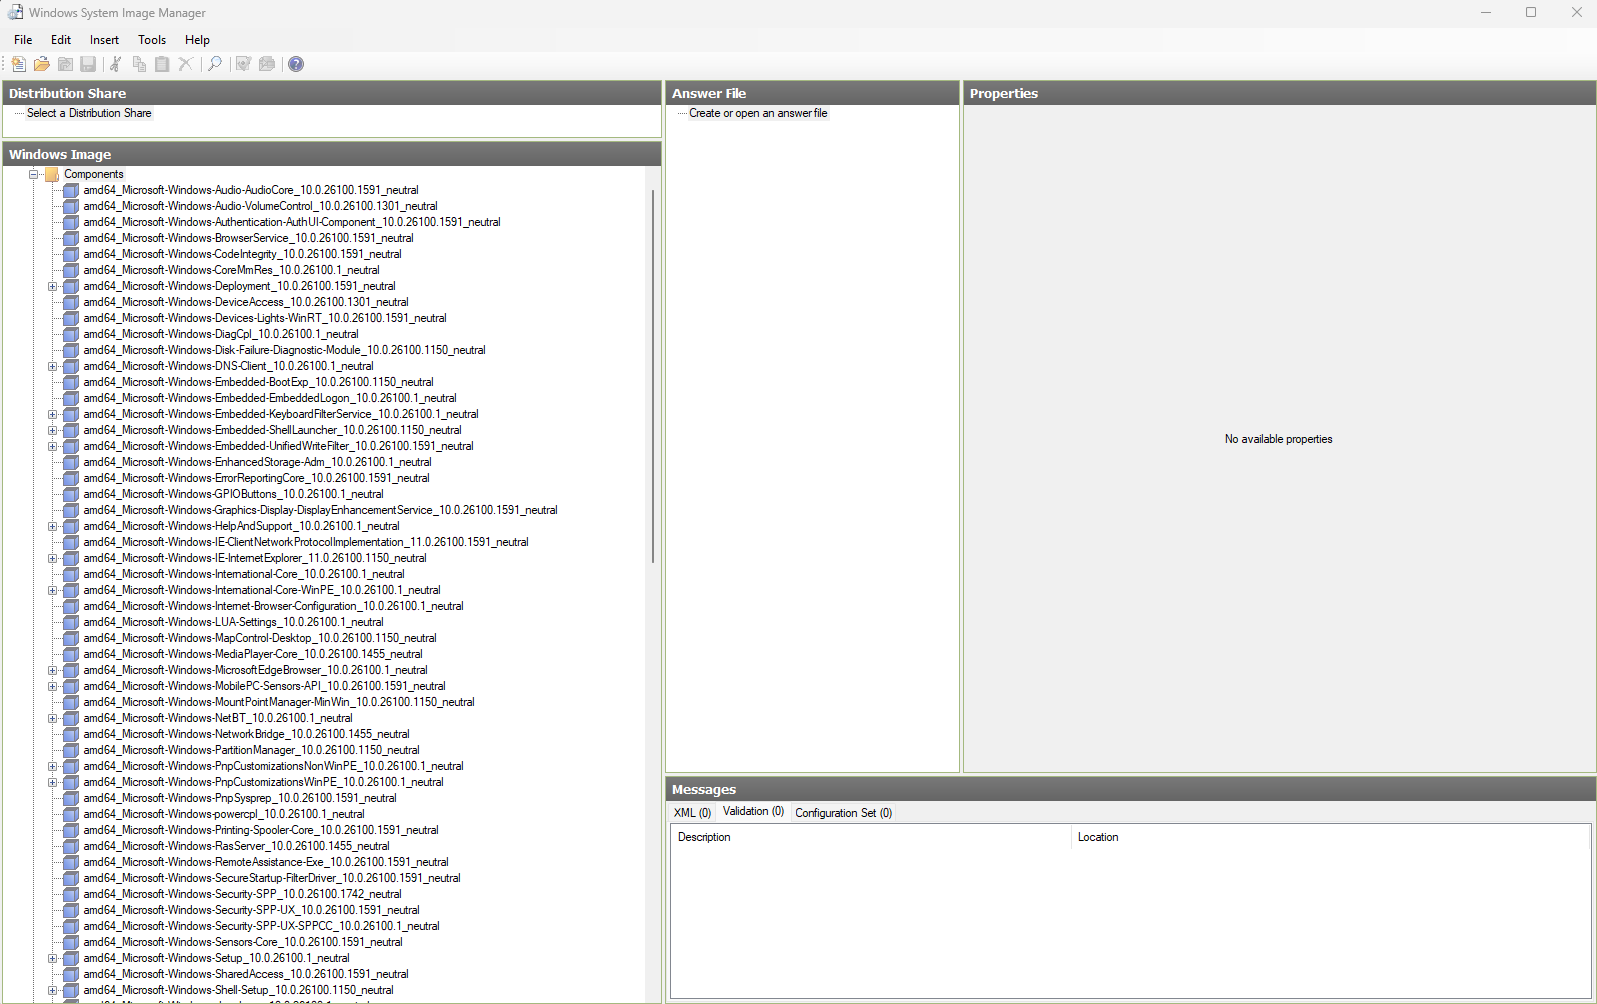 Windows System Image Manager
File Edit Insert Tools Help
Distribution Share
Select a Distribution Share
Windows Image
Components
amd64_Microsoft-Windows-Audio-AudioCore_10.0.26100.1591_neutral
amd64_Microsoft-Windows-Audio-VolumeControl_10.0.26100.1301_neutral
amd64_Microsoft-Windows-Authentication-AuthUI-Component_10.0.26100.1591_neutral
amd64_Microsoft-Windows-BrowserService_10.0.26100.1591_neutral
amd64_Microsoft-Windows-CodeIntegrity_10.0.26100.1591_neutral
amd64_Microsoft-Windows-CoreMmRes_10.0.26100.1_neutral
amd64_Microsoft-Windows-Deployment_10.0.26100.1591_neutral
amd64_Microsoft-Windows-DeviceAccess_10.0.26100.1301_neutral
amd64_Microsoft-Windows-Devices-Lights-WinRT_10.0.26100.1591_neutral
amd64_Microsoft-Windows-DiagCpl_10.0.26100.1_neutral
amd64_Microsoft-Windows-Disk-Failure-Diagnostic-Module_10.0.26100.1150_neutral
amd64_Microsoft-Windows-DNS-Client_10.0.26100.1_neutral
amd64_Microsoft-Windows-Embedded-BootExp_10.0.26100.1150_neutral
amd64_Microsoft-Windows-Embedded-EmbeddedLogon_10.0.26100.1_neutral
amd64_Microsoft-Windows-Embedded-KeyboardFilterService_10.0.26100.1_neutral
amd64_Microsoft-Windows-Embedded-ShellLauncher_10.0.26100.1150_neutral
amd64_Microsoft-Windows-Embedded-UnifiedWriteFilter_10.0.26100.1591_neutral
amd64_Microsoft-Windows-EnhancedStorage-Adm_10.0.26100.1_neutral
amd64_Microsoft-Windows-ErrorReportingCore_10.0.26100.1591_neutral
amd64_Microsoft-Windows-GPIOButtons_10.0.26100.1_neutral
amd64_Microsoft-Windows-Graphics-Display-DisplayEnhancementService_10.0.26100.1591_neutral
amd64_Microsoft-Windows-HelpAndSupport_10.0.26100.1_neutral
amd64_Microsoft-Windows-IE-ClientNetworkProtocolImplementation_11.0.26100.1591_neutral
amd64_Microsoft-Windows-IE-InternetExplorer_11.0.26100.1150_neutral
amd64_Microsoft-Windows-International-Core_10.0.26100.1_neutral
amd64_Microsoft-Windows-International-Core-WinPE_10.0.26100.1_neutral
amd64_Microsoft-Windows-Internet-Browser-Configuration_10.0.26100.1_neutral
amd64_Microsoft-Windows-LUA-Settings_10.0.26100.1_neutral
amd64_Microsoft-Windows-MapControl-Desktop_10.0.26100.1150_neutral
amd64_Microsoft-Windows-MediaPlayer-Core_10.0.26100.1455_neutral
amd64_Microsoft-Windows-MicrosoftEdgeBrowser_10.0.26100.1_neutral
amd64_Microsoft-Windows-MobilePC-Sensors-API_10.0.26100.1591_neutral
amd64_Microsoft-Windows-MountPointManager-MinWin_10.0.26100.1150_neutral
amd64_Microsoft-Windows-NetBT_10.0.26100.1_neutral
amd64_Microsoft-Windows-NetworkBridge_10.0.26100.1455_neutral
amd64_Microsoft-Windows-PartitionManager_10.0.26100.1150_neutral
amd64_Microsoft-Windows-PnpCustomizationsNonWinPE_10.0.26100.1_neutral
amd64_Microsoft-Windows-PnpCustomizationsWinPE_10.0.26100.1_neutral
amd64_Microsoft-Windows-PnpSysprep_10.0.26100.1591_neutral
amd64_Microsoft-Windows-powercpl_10.0.26100.1_neutral
amd64_Microsoft-Windows-Printing-Spooler-Core_10.0.26100.1591_neutral
amd64_Microsoft-Windows-RasServer_10.0.26100.1455_neutral
amd64_Microsoft-Windows-RemoteAssistance-Exe_10.0.26100.1591_neutral
amd64_Microsoft-Windows-SecureStartup-FilterDriver_10.0.26100.1591_neutral
amd64_Microsoft-Windows-Security-SPP_10.0.26100.1742_neutral
amd64_Microsoft-Windows-Security-SPP-UX_10.0.26100.1591_neutral
amd64_Microsoft-Windows-Security-SPP-UX-SPPCC_10.0.26100.1_neutral
amd64_Microsoft-Windows-Sensors-Core_10.0.26100.1591_neutral
amd64_Microsoft-Windows-Setup_10.0.26100.1_neutral
amd64_Microsoft-Windows-SharedAccess_10.0.26100.1591_neutral
amd64_Microsoft-Windows-Shell-Setup_10.0.26100.1150_neutral
Answer File
Create or open an answer file
Properties
No available properties
Messages
XML (0) Validation (0) Configuration Set (0)
Description Location